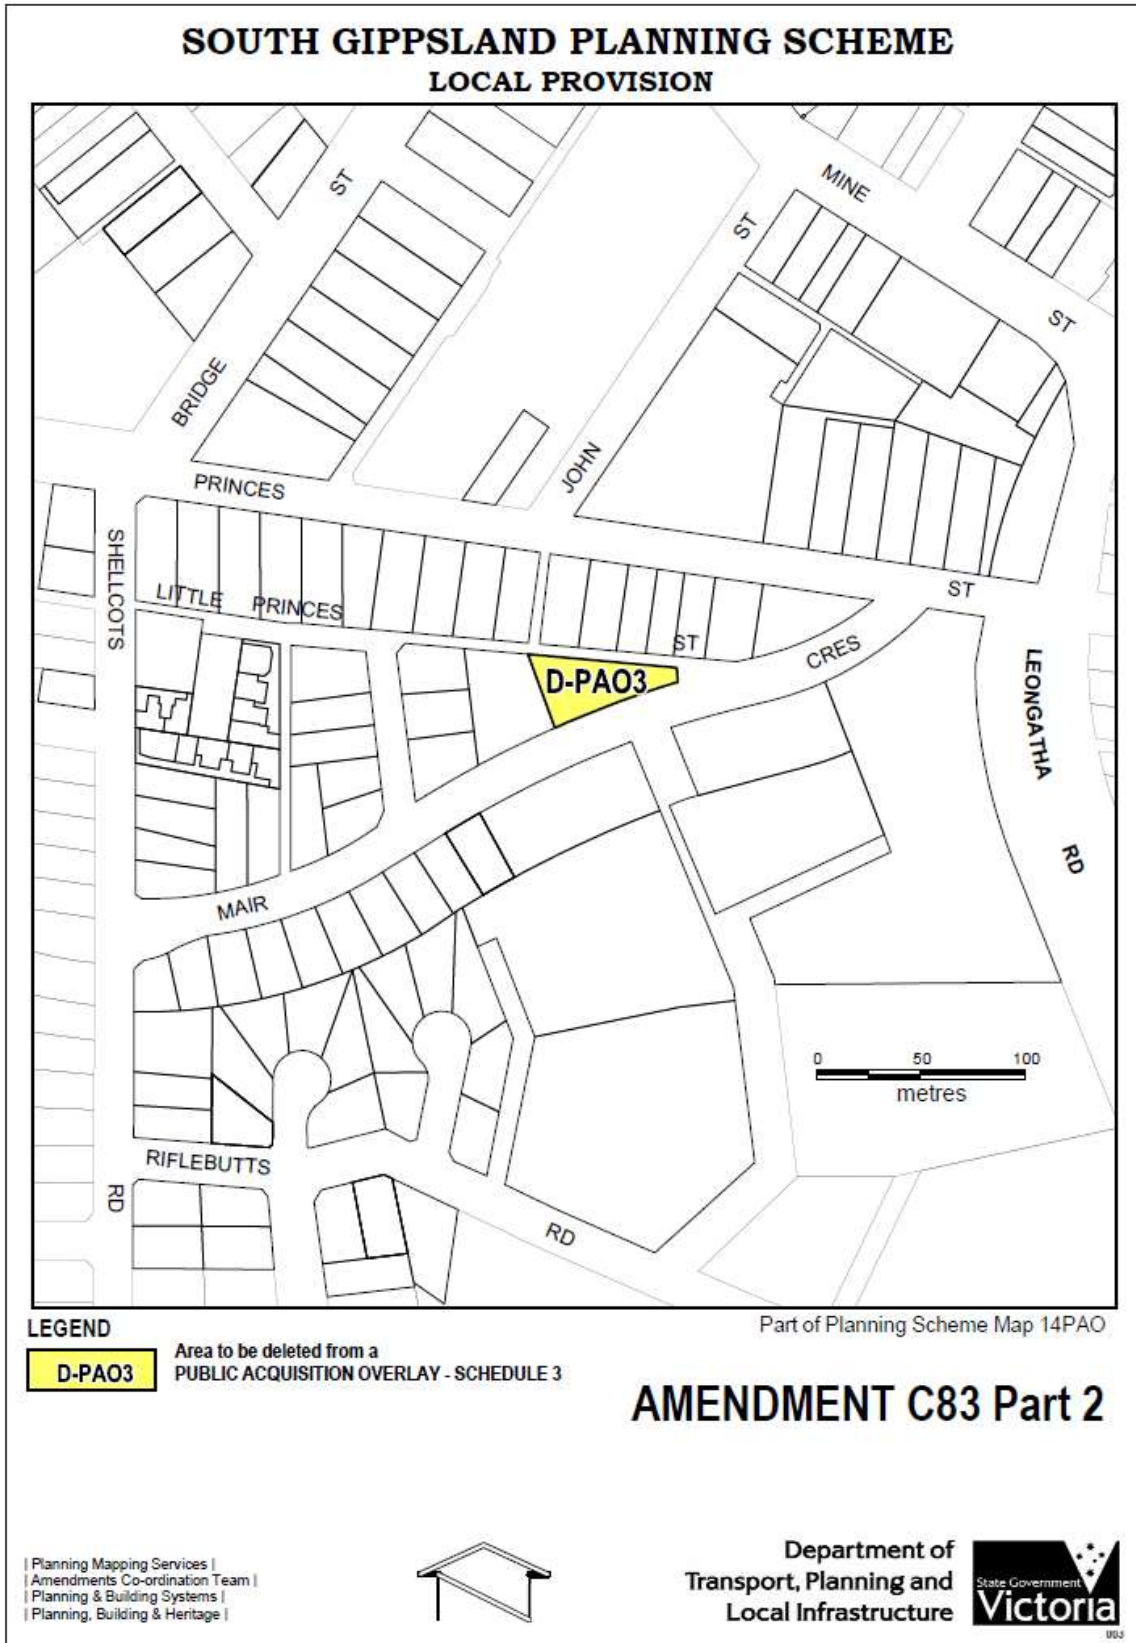 SOUTH GIPPSLAND PLANNING SCHEME
LOCAL PROVISION
MINE
ST
ST
ST
BRIDGE
JOHN
PRINCES
ST
SHELLCOTS
LITTLE PRINCES
ST
CRES
D-PAO3
LEONGATHA
RD
MAIR
0 50 100
metres
RIFLEBUTTS
RD
RD
LEGEND
Part of Planning Scheme Map 14PAO
D-PAO3
Area to be deleted from a
PUBLIC ACQUISITION OVERLAY - SCHEDULE 3
AMENDMENT C83 Part 2
| Planning Mapping Services |
| Amendments Co-ordination Team |
| Planning & Building Systems |
| Planning, Building & Heritage |
Department of
Transport, Planning and
Local Infrastructure
State Government
Victoria
003